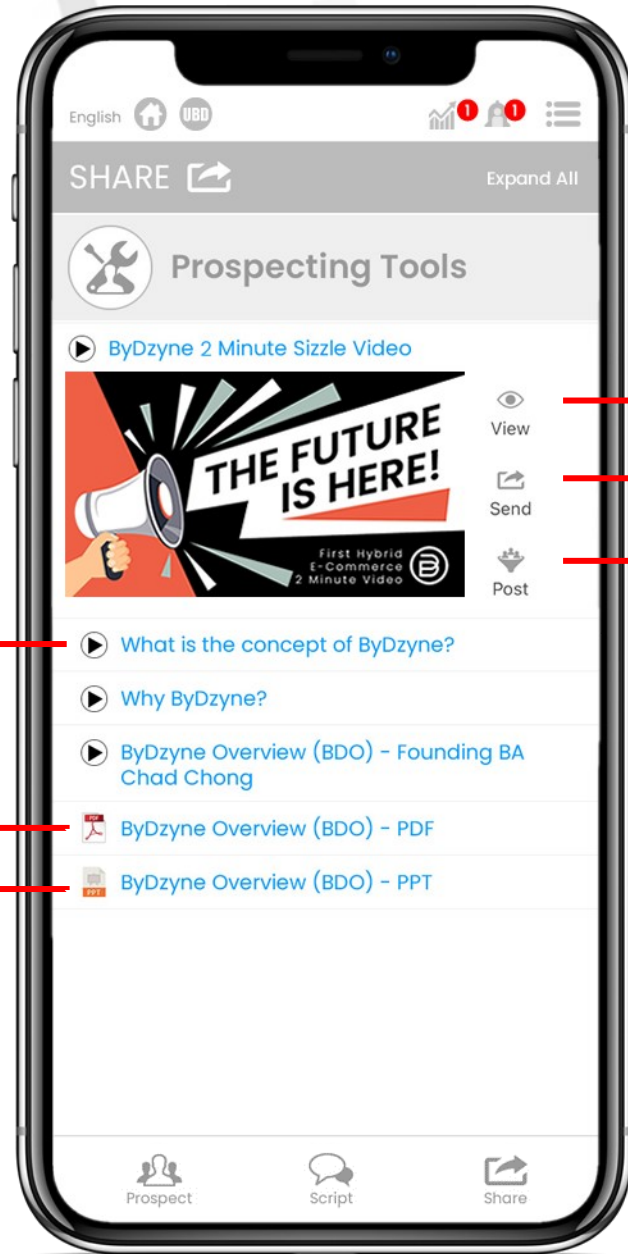 English UBD 1 1
SHARE Expand All
Prospecting Tools
ByDzyne 2 Minute Sizzle Video
THE FUTURE
IS HERE!
First Hybrid
E-Commerce
2 Minute Video
B
View
Send
Post
What is the concept of ByDzyne?
Why ByDzyne?
ByDzyne Overview (BDO) - Founding BA
Chad Chong
PDF
ByDzyne Overview (BDO) - PDF
PPT
ByDzyne Overview (BDO) - PPT
Prospect Script Share